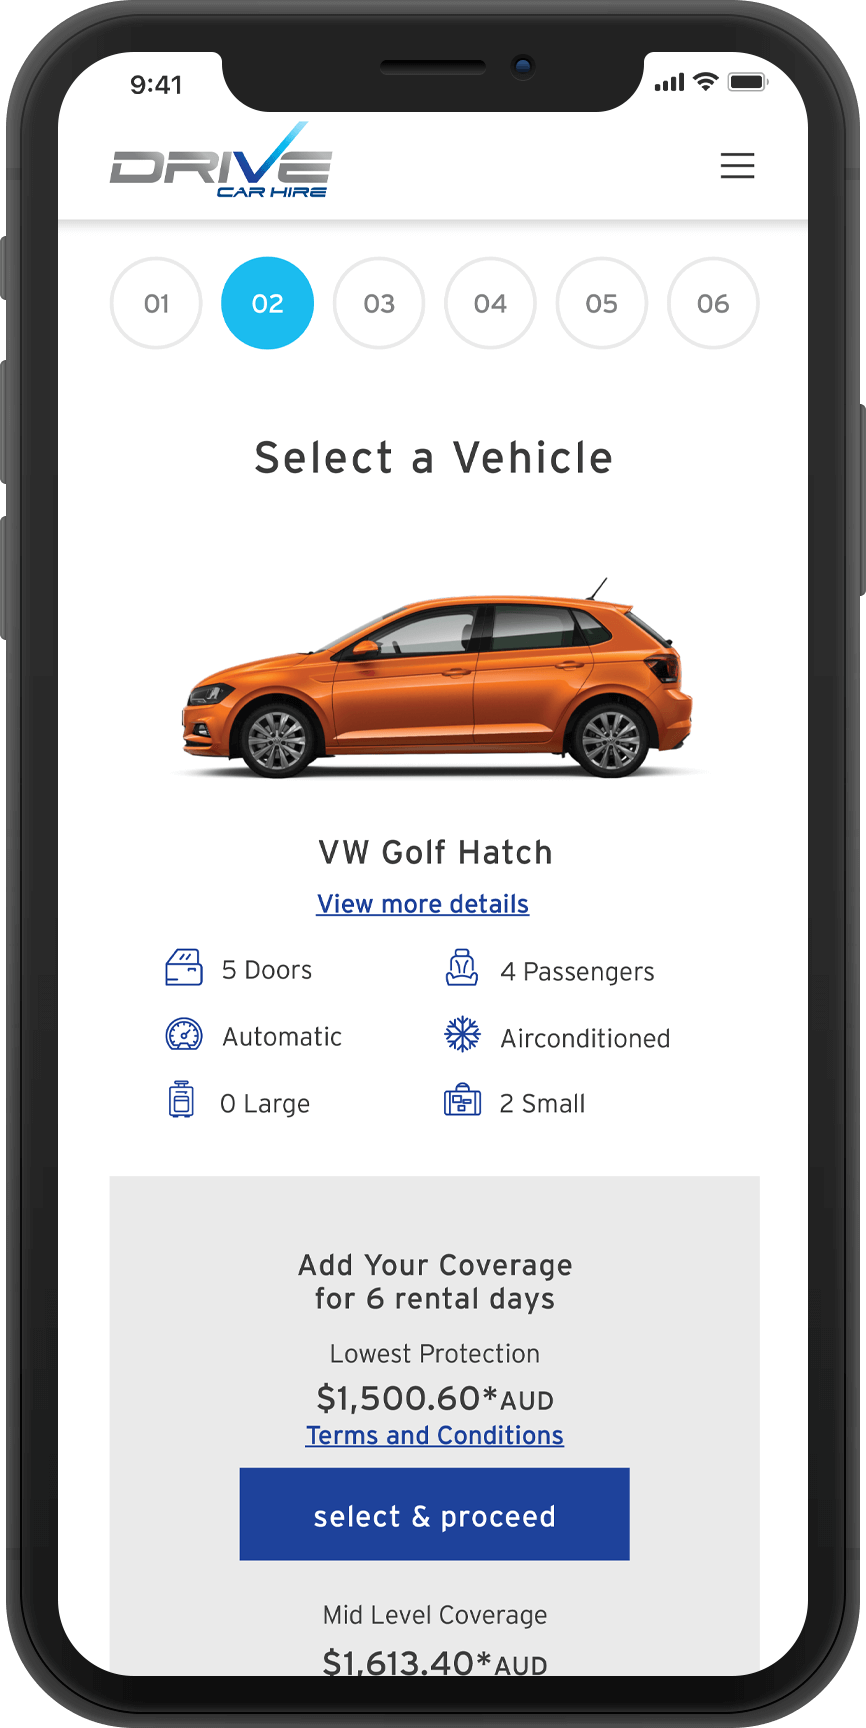 9:41
DRIVE
CAR HIRE
01 02 03 04 05 06
Select a Vehicle
VW Golf Hatch
View more details
5 Doors 4 Passengers
Automatic Airconditioned
0 Large 2 Small
Add Your Coverage
for 6 rental days
Lowest Protection
$1,500.60*AUD
Terms and Conditions
select & proceed
Mid Level Coverage
$1,613.40*AUD